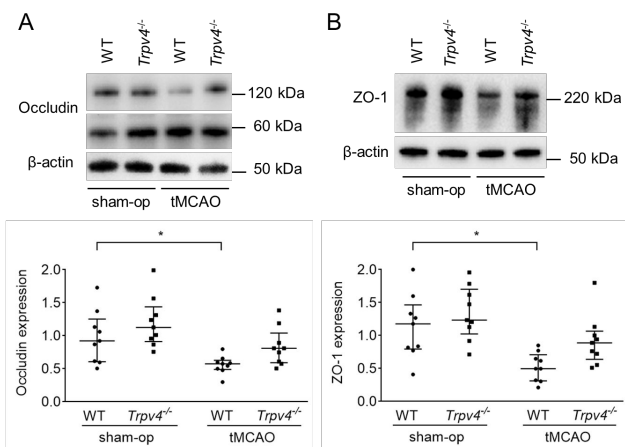 A
WT Trpv4-/- WT Trpv4-/-
Occludin
120 kDa
60 kDa
β-actin
50 kDa
sham-op tMCAO
*
Occludin expression
2.0
1.5
1.0
0.5
0.0
WT Trpv4-/- WT Trpv4-/-
sham-op tMCAO
B
WT Trpv4-/- WT Trpv4-/-
ZO-1
220 kDa
β-actin
50 kDa
sham-op tMCAO
*
ZO-1 expression
2.0
1.5
1.0
0.5
0.0
WT Trpv4-/- WT Trpv4-/-
sham-op tMCAO